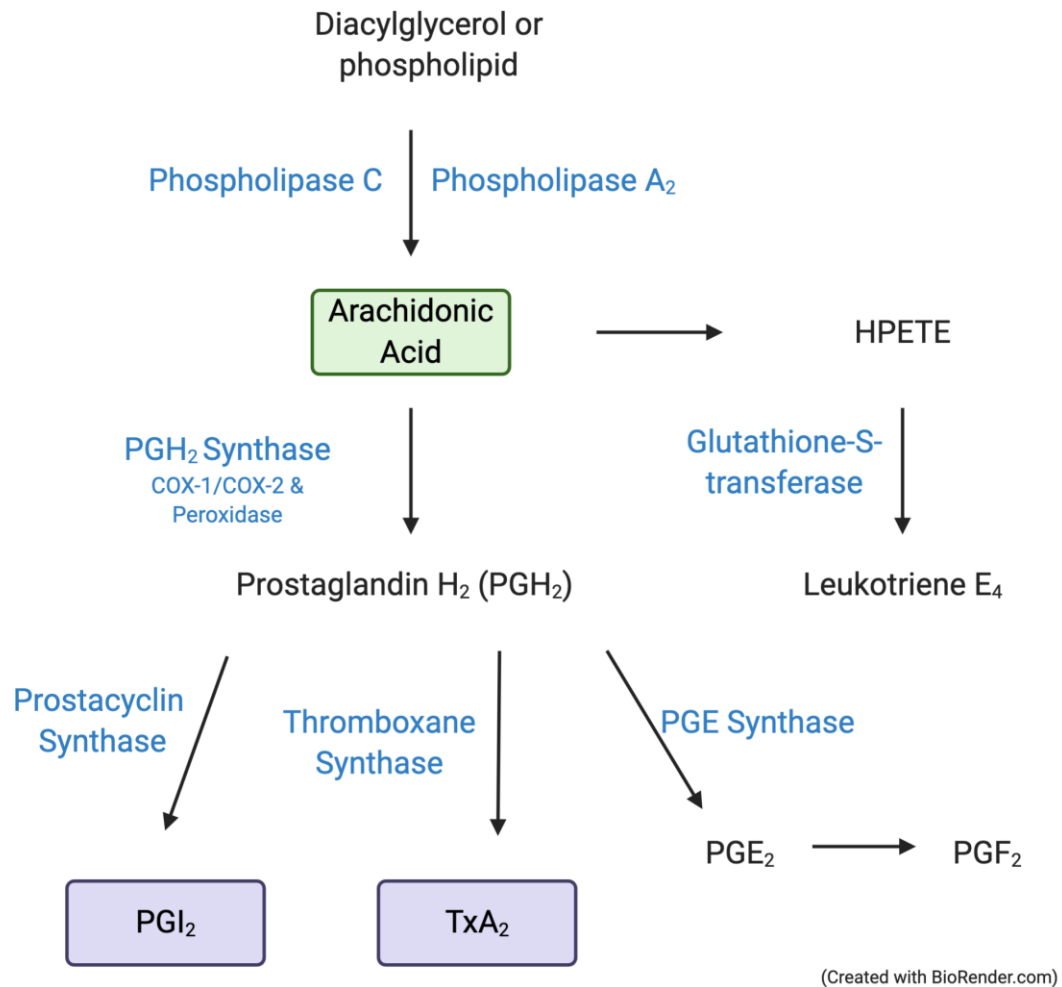 Diacylglycerol or
phospholipid
Phospholipase C
Phospholipase A₂
Arachidonic
Acid
HPETE
PGH₂ Synthase
COX-1/COX-2 &
Peroxidase
Glutathione-S-
transferase
Prostaglandin H₂ (PGH₂)
Leukotriene E₄
Prostacyclin
Synthase
Thromboxane
Synthase
PGE Synthase
PGE₂
PGF₂
PGI₂
TxA₂
(Created with BioRender.com)